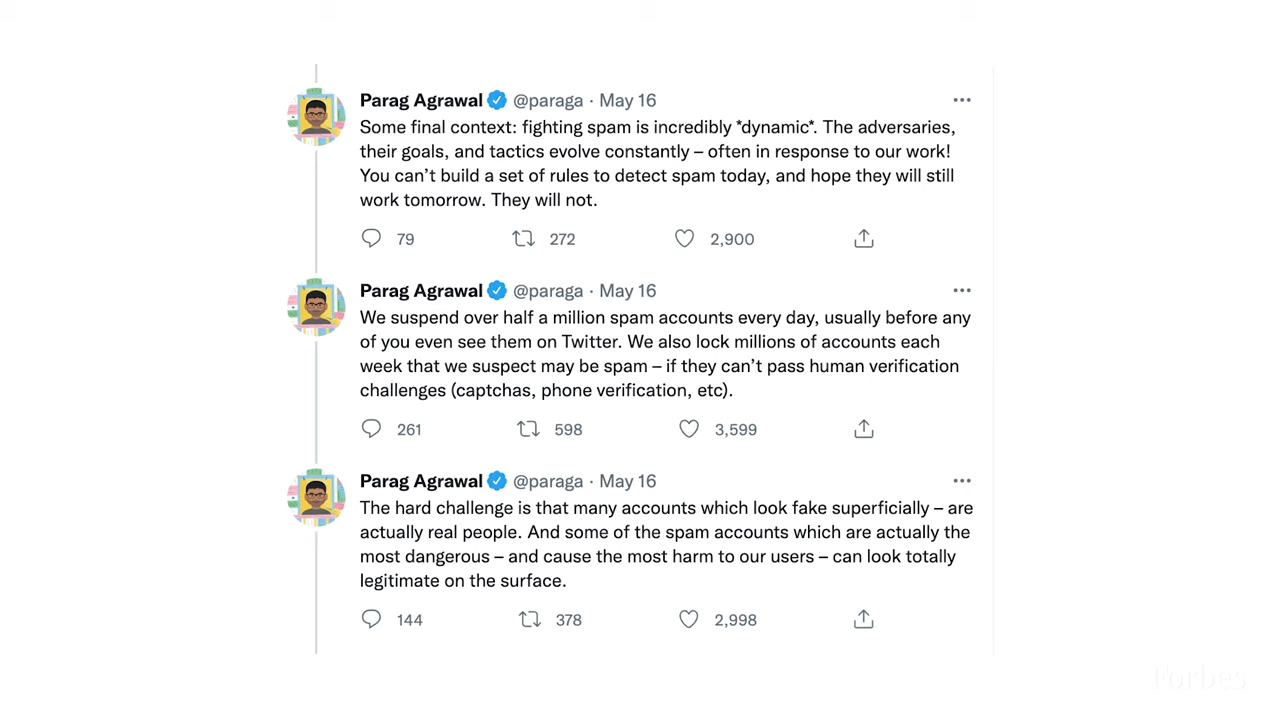 Parag Agrawal @paraga · May 16
Some final context: fighting spam is incredibly *dynamic*. The adversaries,
their goals, and tactics evolve constantly – often in response to our work!
You can’t build a set of rules to detect spam today, and hope they will still
work tomorrow. They will not.
79 272 2,900
Parag Agrawal @paraga · May 16
We suspend over half a million spam accounts every day, usually before any
of you even see them on Twitter. We also lock millions of accounts each
week that we suspect may be spam – if they can’t pass human verification
challenges (captchas, phone verification, etc).
261 598 3,599
Parag Agrawal @paraga · May 16
The hard challenge is that many accounts which look fake superficially – are
actually real people. And some of the spam accounts which are actually the
most dangerous – and cause the most harm to our users – can look totally
legitimate on the surface.
144 378 2,998
Forbes